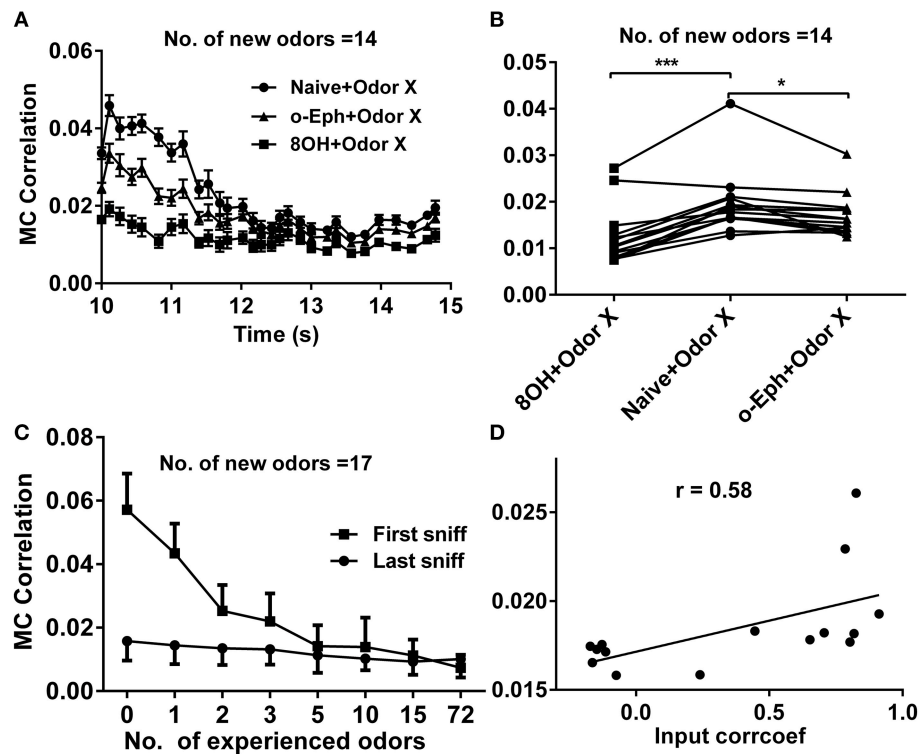 A
No. of new odors =14
MC Correlation
0.06
0.04
0.02
0.00
Naive+Odor X
o-Eph+Odor X
8OH+Odor X
10 11 12 13 14 15
Time (s)
B
No. of new odors =14
*** *
0.05
0.04
0.03
0.02
0.01
0.00
8OH+Odor X
Naive+Odor X
o-Eph+Odor X
C
No. of new odors =17
MC Correlation
0.08
0.06
0.04
0.02
0.00
First sniff
Last sniff
0 1 2 3 5 10 15 72
No. of experienced odors
D
r = 0.58
0.025
0.020
0.015
0.0 0.5 1.0
Input corrcoef